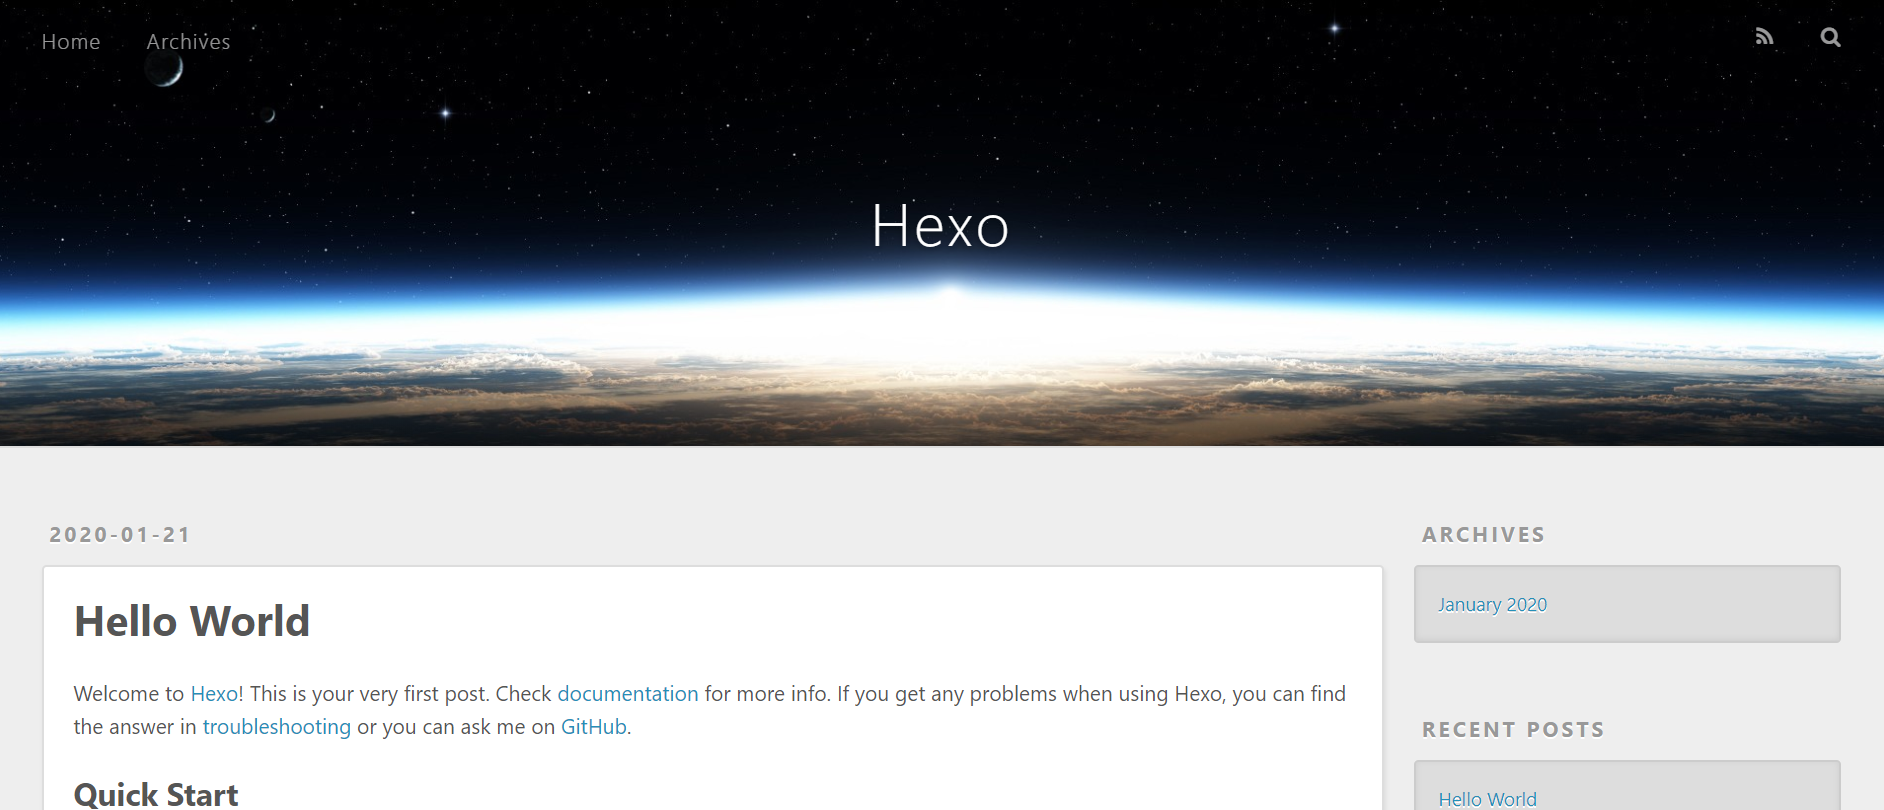 Home Archives
Hexo
2020-01-21
Hello World
Welcome to Hexo! This is your very first post. Check documentation for more info. If you get any problems when using Hexo, you can find
the answer in troubleshooting or you can ask me on GitHub.
Quick Start
ARCHIVES
January 2020
RECENT POSTS
Hello World